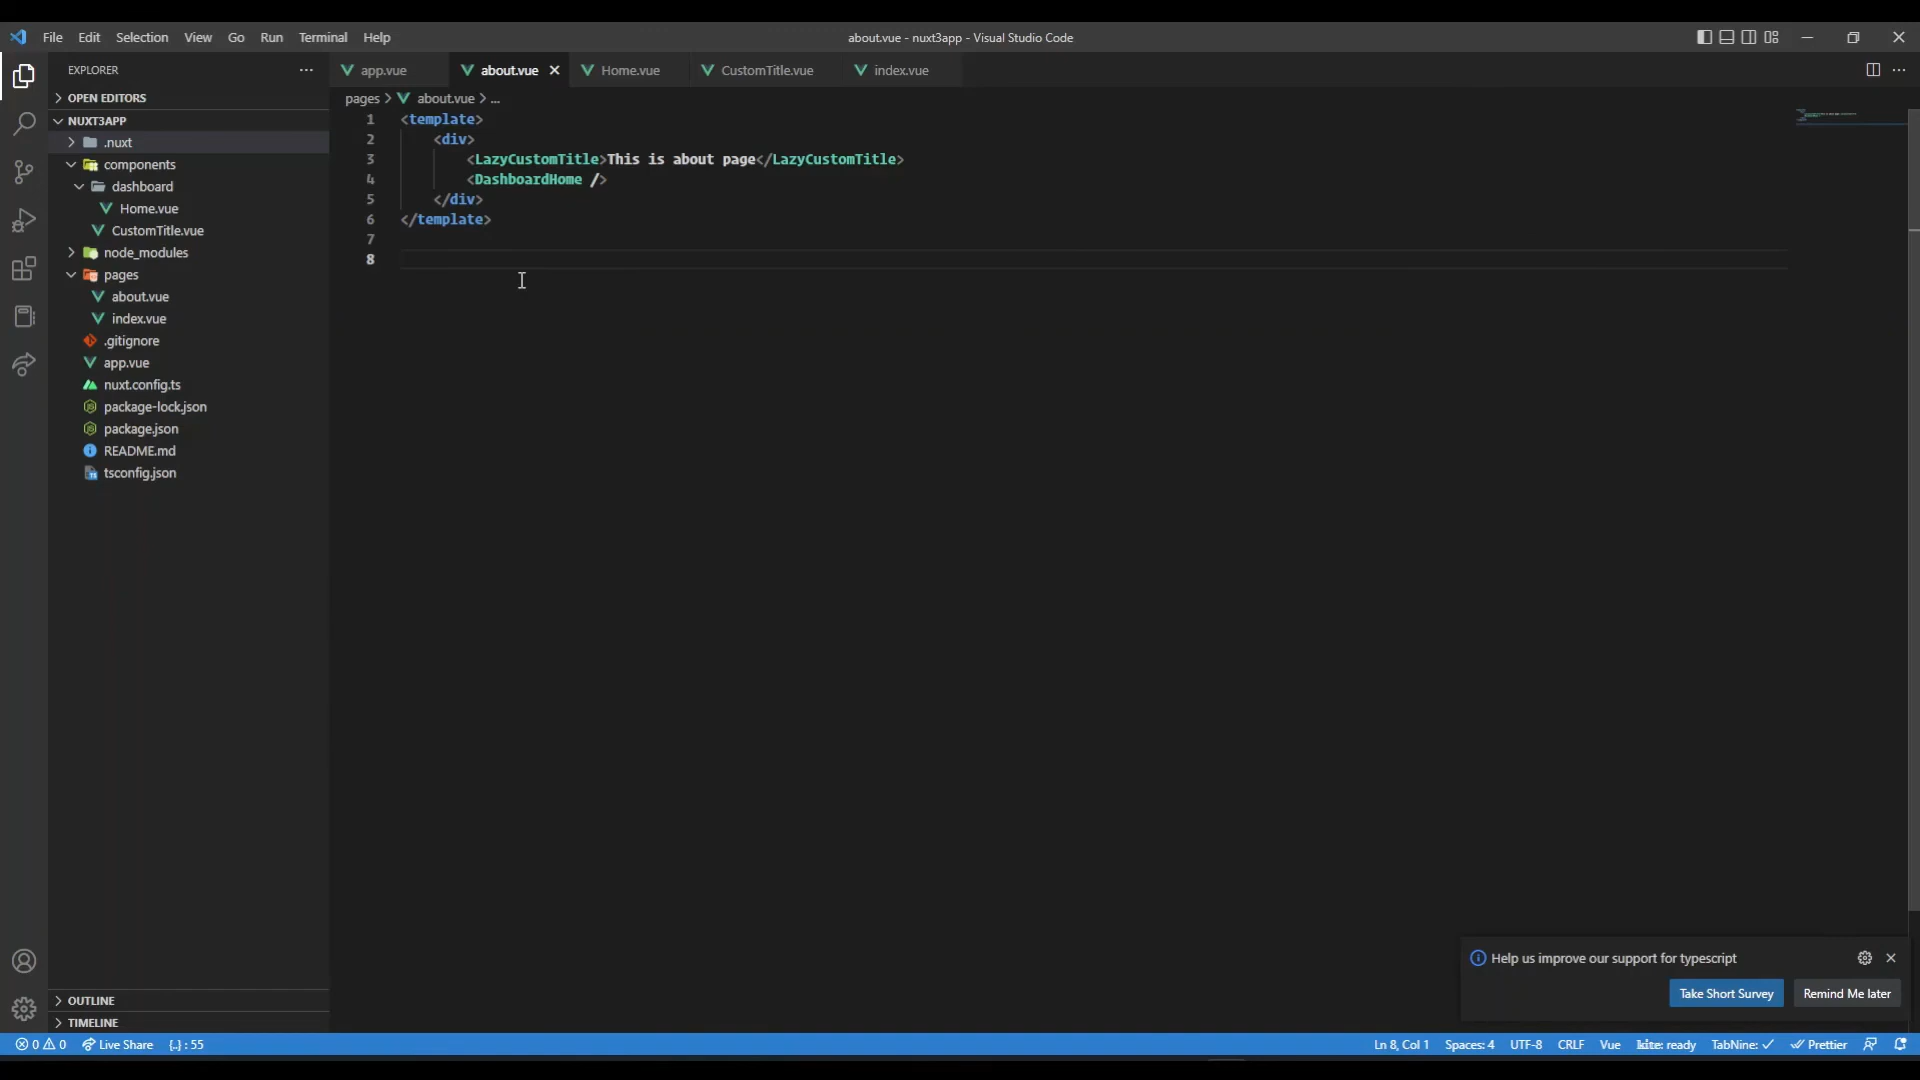 File Edit Selection View Go Run Terminal Help
about.vue - nuxt3app - Visual Studio Code
EXPLORER
OPEN EDITORS
NUXT3APP
.nuxt
components
dashboard
Home.vue
CustomTitle.vue
node_modules
pages
about.vue
index.vue
.gitignore
app.vue
nuxt.config.ts
package-lock.json
package.json
README.md
tsconfig.json
OUTLINE
TIMELINE
app.vue about.vue Home.vue CustomTitle.vue index.vue
pages > about.vue > ...
1 <template>
2 <div>
3 <LazyCustomTitle>This is about page</LazyCustomTitle>
4 <DashboardHome />
5 </div>
6 </template>
7
8
Help us improve our support for typescript
Take Short Survey Remind Me later
0 0 Live Share {..} : 55 Ln 8, Col 1 Spaces: 4 UTF-8 CRLF Vue kite: ready TabNine: ✓ Prettier